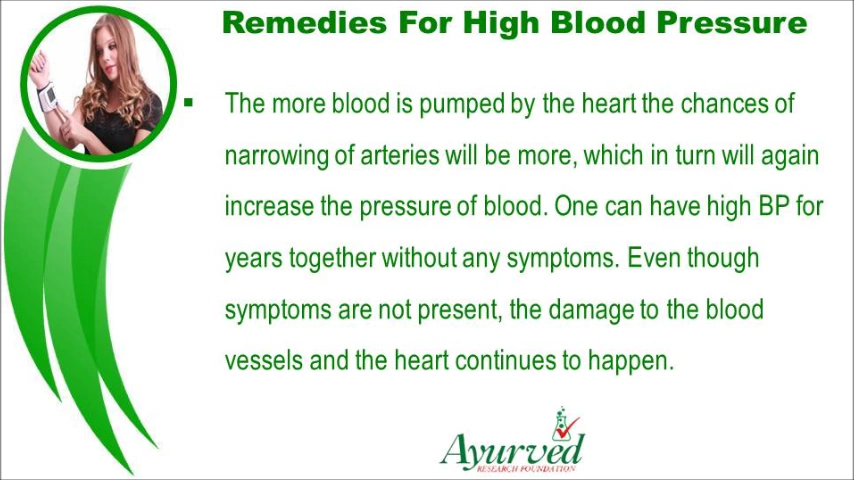 Remedies For High Blood Pressure
▪ The more blood is pumped by the heart the chances of
narrowing of arteries will be more, which in turn will again
increase the pressure of blood. One can have high BP for
years together without any symptoms. Even though
symptoms are not present, the damage to the blood
vessels and the heart continues to happen.
Ayurved
RESEARCH FOUNDATION